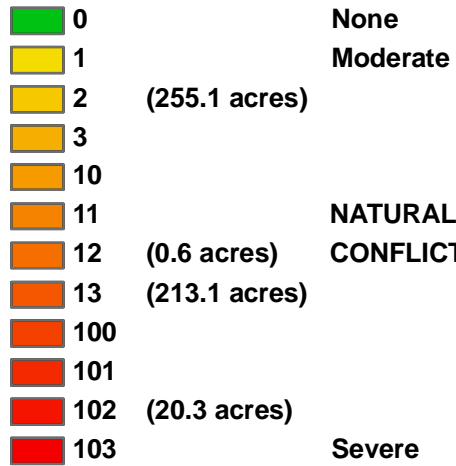 0 None
1 Moderate
2 (255.1 acres)
3
10
11 NATURAL
12 (0.6 acres) CONFLICT
13 (213.1 acres)
100
101
102 (20.3 acres)
103 Severe